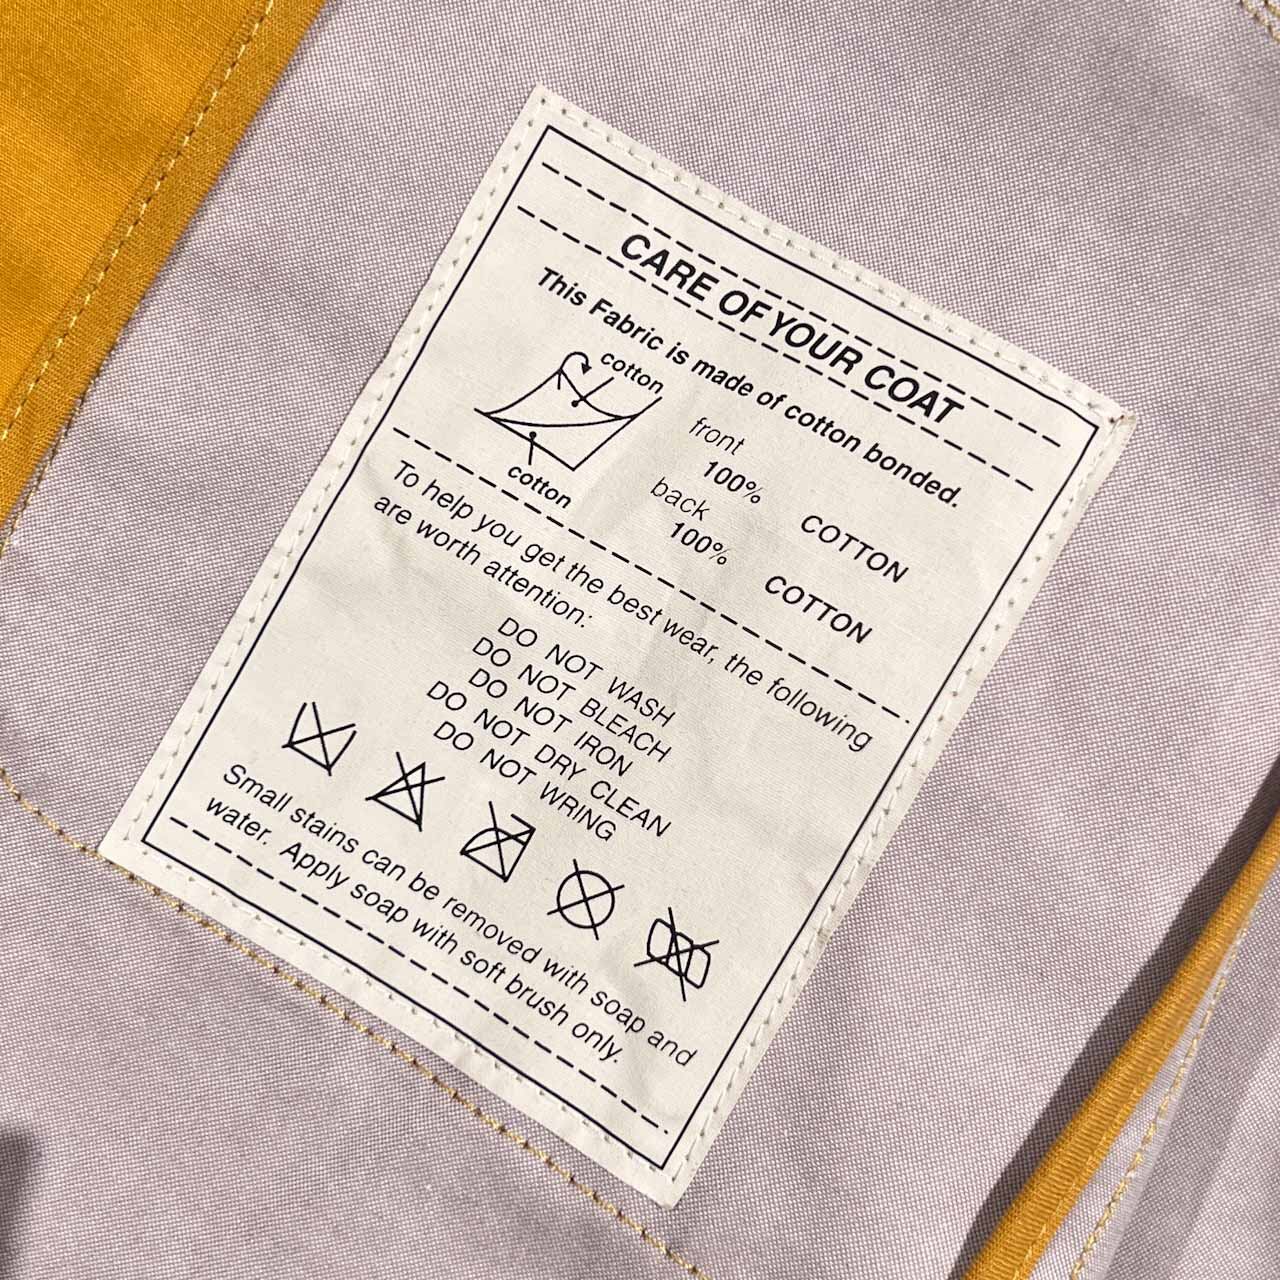 CARE OF YOUR COAT
This Fabric is made of cotton bonded.
cotton
cotton
front
100% COTTON
back
100% COTTON
To help you get the best wear, the following
are worth attention:
DO NOT WASH
DO NOT BLEACH
DO NOT IRON
DO NOT DRY CLEAN
DO NOT WRING
Small stains can be removed with soap and
water. Apply soap with soft brush only.